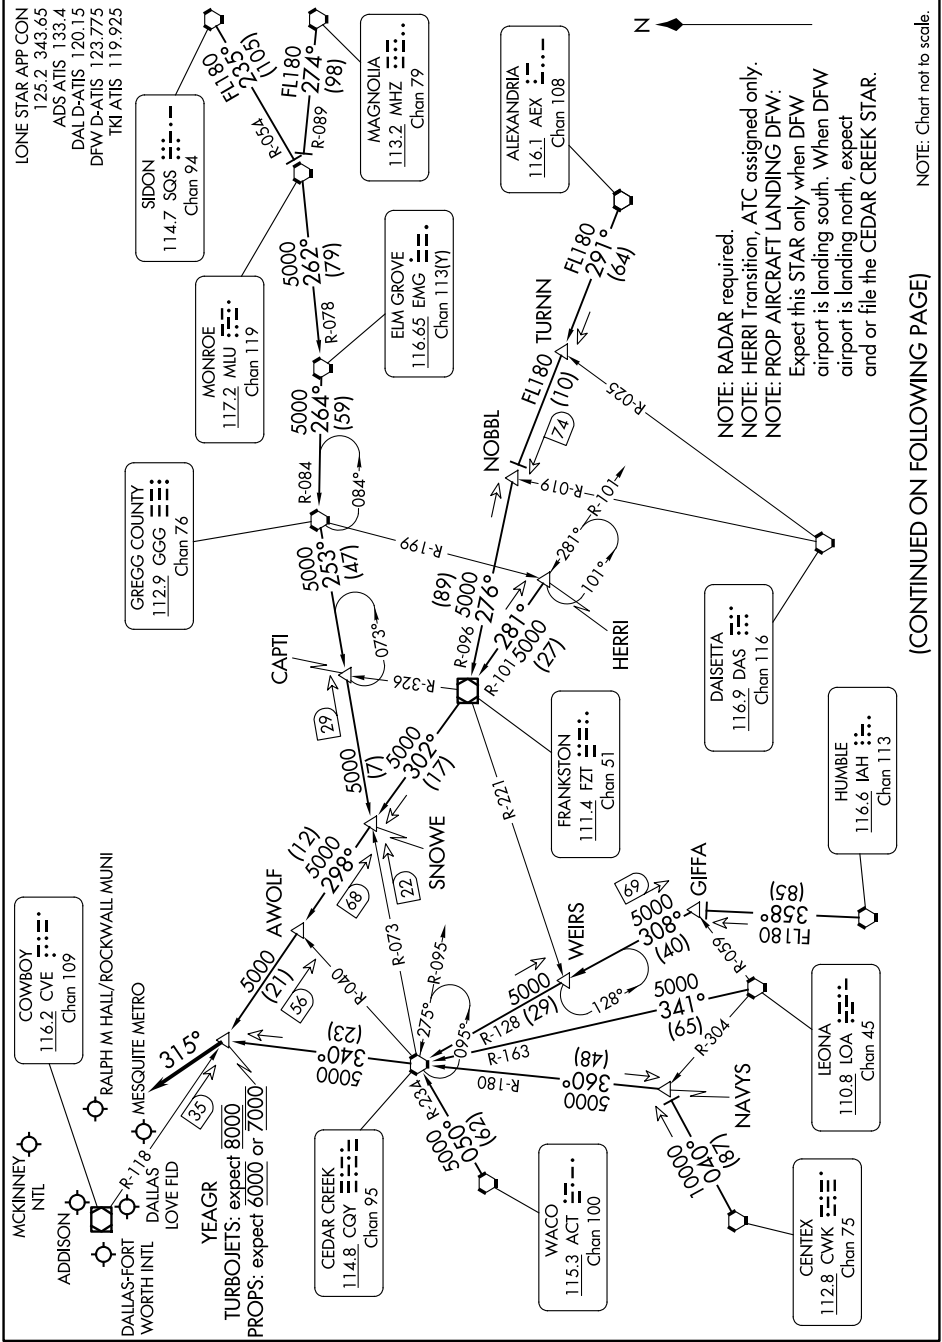 LONE STAR APP CON
125.2 343.65
ADS ATIS 133.4
DAL D-ATIS 120.15
DFW D-ATIS 123.775
TKI ATIS 119.925
SIDON
114.7 SQS
Chan 94
FL180
235°
(105)
R-054
FL180
274°
(98)
R-089
MAGNOLIA
113.2 MHZ
Chan 79
MONROE
117.2 MLU
Chan 119
5000
262°
(79)
R-078
ELM GROVE
116.65 EMG
Chan 113(Y)
ALEXANDRIA
116.1 AEX
Chan 108
N
FL180
291°
(64)
TURNN
FL180
(10)
74
R-025
NOBBL
R-019
GREGG COUNTY
112.9 GGG
Chan 76
5000
264°
(59)
R-084
084°
5000
253°
(47)
R-199
CAPTI
073°
R-326
29
5000
(7)
(89)
5000
276°
R-096
R-101
281°
5000
(27)
281°
101°
R-101
HERRI
FRANKSTON
111.4 FZT
Chan 51
5000
302°
(17)
R-221
SNOWE
22
68
(12)
5000
298°
AWOLF
R-073
R-040
56
5000
(21)
315°
COWBOY
116.2 CVE
Chan 109
RALPH M HALL/ROCKWALL MUNI
MESQUITE METRO
MCKINNEY
NTL
ADDISON
DALLAS-FORT
WORTH INTL
DALLAS
LOVE FLD
R-118
35
YEAGR
TURBOJETS: expect 8000
PROPS: expect 6000 or 7000
5000
340°
(23)
CEDAR CREEK
114.8 CQY
Chan 95
R-095
275°
095°
5000
050°
(62)
R-234
WACO
115.3 ACT
Chan 100
R-128
5000
(29)
WEIRS
128°
R-163
5000
341°
(65)
R-180
5000
360°
(48)
NAVYS
R-304
10000
040°
(87)
CENTEX
112.8 CWK
Chan 75
LEONA
110.8 LOA
Chan 45
R-059
5000
308°
(40)
69
GIFFA
FL180
358°
(85)
HUMBLE
116.6 IAH
Chan 113
DAISETTA
116.9 DAS
Chan 116
NOTE: RADAR required.
NOTE: HERRI Transition, ATC assigned only.
NOTE: PROP AIRCRAFT LANDING DFW:
Expect this STAR only when DFW
airport is landing south. When DFW
airport is landing north, expect
and or file the CEDAR CREEK STAR.
NOTE: Chart not to scale.
(CONTINUED ON FOLLOWING PAGE)